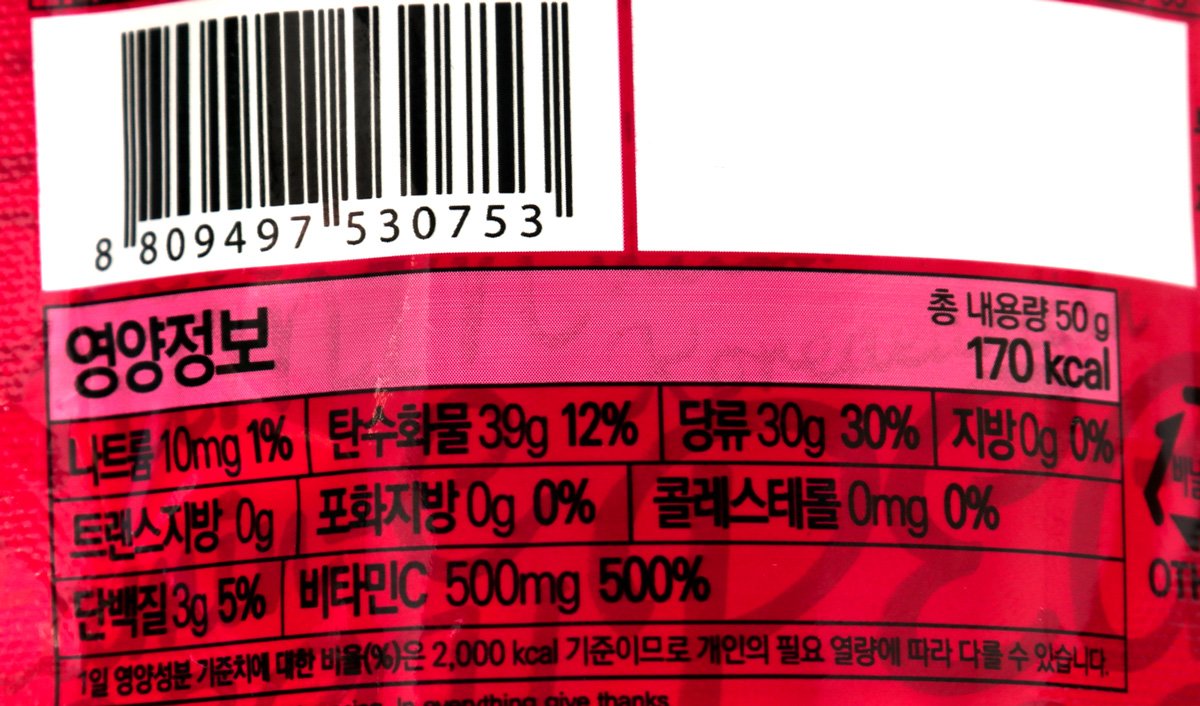 8 809497 530753
영양정보
총 내용량 50 g
170 kcal
나트륨 10mg 1% 탄수화물 39g 12% 당류 30g 30% 지방 0g 0%
트랜스지방 0g 포화지방 0g 0% 콜레스테롤 0mg 0%
단백질 3g 5% 비타민C 500mg 500%
1일 영양성분 기준치에 대한 비율(%)은 2,000 kcal 기준이므로 개인의 필요 열량에 따라 다를 수 있습니다.
In everything give thanks